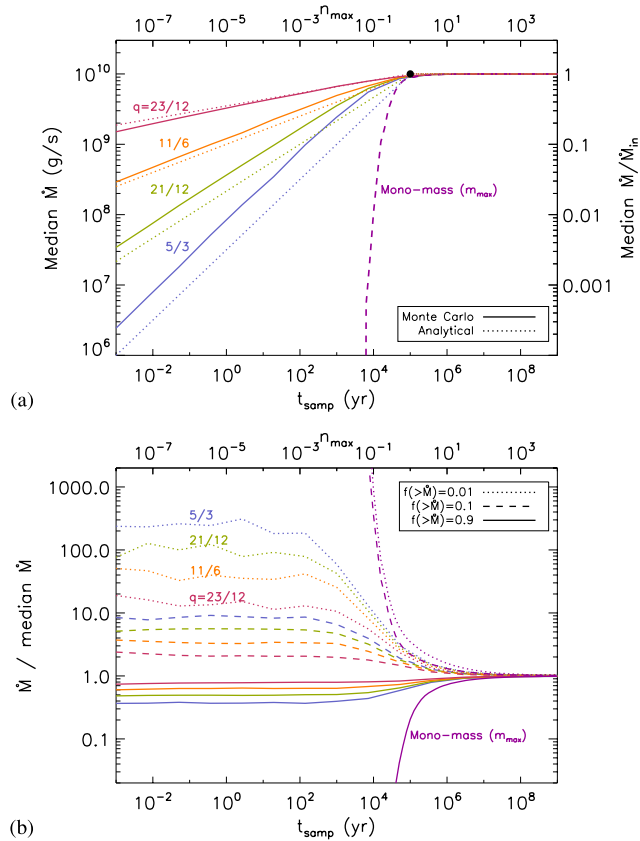 n_max
10^-7 10^-5 10^-3 10^-1 10^1 10^3
Median Ṁ (g/s)
10^10
10^9
10^8
10^7
10^6
q=23/12
11/6
21/12
5/3
Mono-mass (m_max)
Monte Carlo
Analytical
1
0.1
0.01
0.001
Median Ṁ/Ṁ_in
10^-2 10^0 10^2 10^4 10^6 10^8
t_samp (yr)
(a)
n_max
10^-7 10^-5 10^-3 10^-1 10^1 10^3
Ṁ / median Ṁ
1000.0
100.0
10.0
1.0
0.1
f(>Ṁ)=0.01
f(>Ṁ)=0.1
f(>Ṁ)=0.9
5/3
21/12
11/6
q=23/12
Mono-mass (m_max)
10^-2 10^0 10^2 10^4 10^6 10^8
t_samp (yr)
(b)